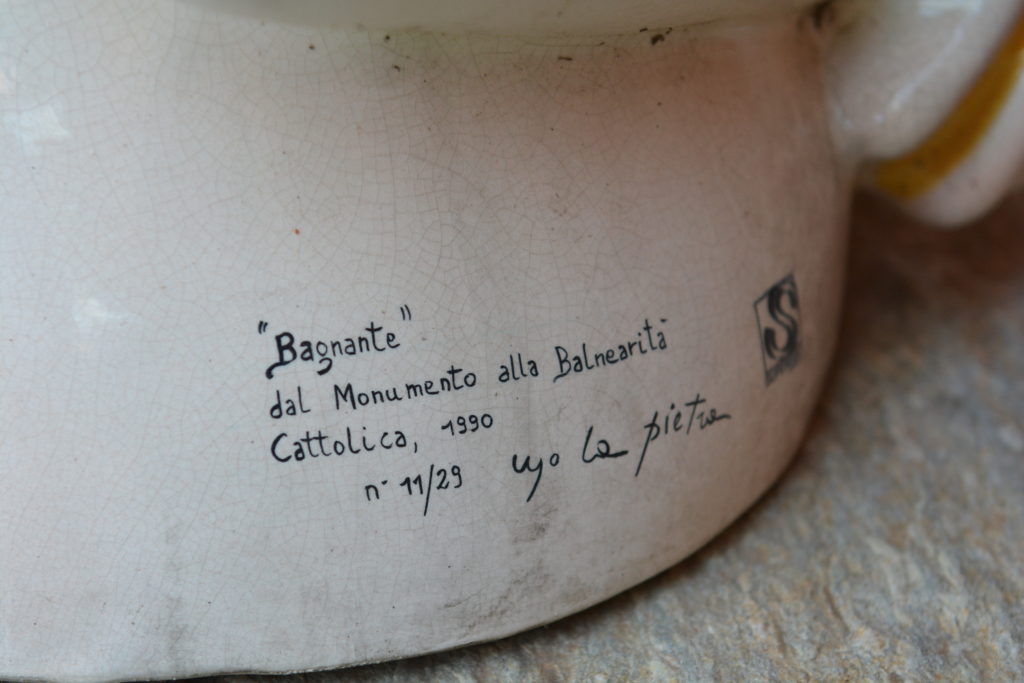 "Bagnante"
dal Monumento alla Balnearità
Cattolica, 1990
n° 11/29 ugo la pietra
S